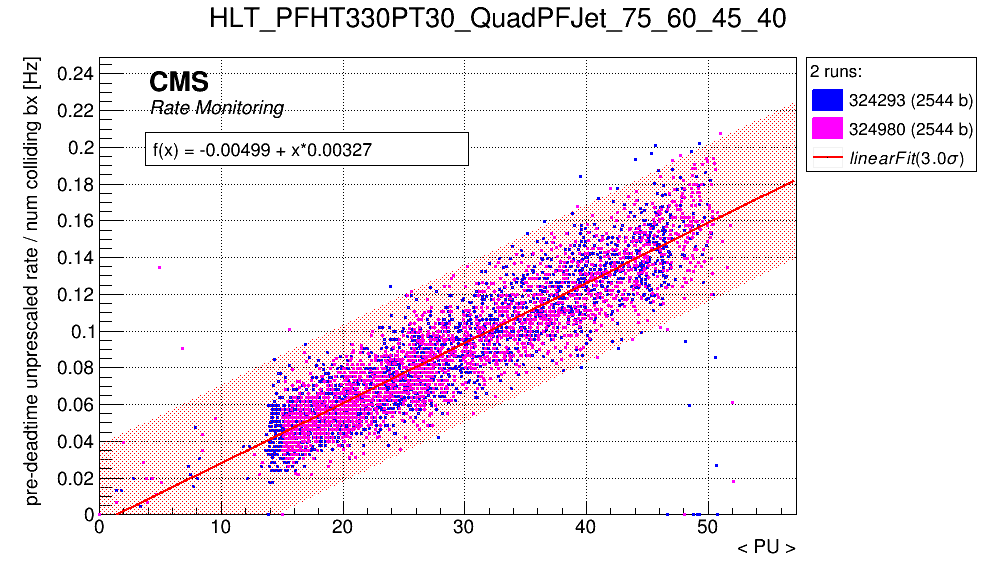 HLT_PFHT330PT30_QuadPFJet_75_60_45_40
pre-deadtime unprescaled rate / num colliding bx [Hz]
0.24
0.22
0.2
0.18
0.16
0.14
0.12
0.1
0.08
0.06
0.04
0.02
0
CMS
Rate Monitoring
f(x) = -0.00499 + x*0.00327
2 runs:
324293 (2544 b)
324980 (2544 b)
linearFit(3.0σ)
0 10 20 30 40 50
< PU >